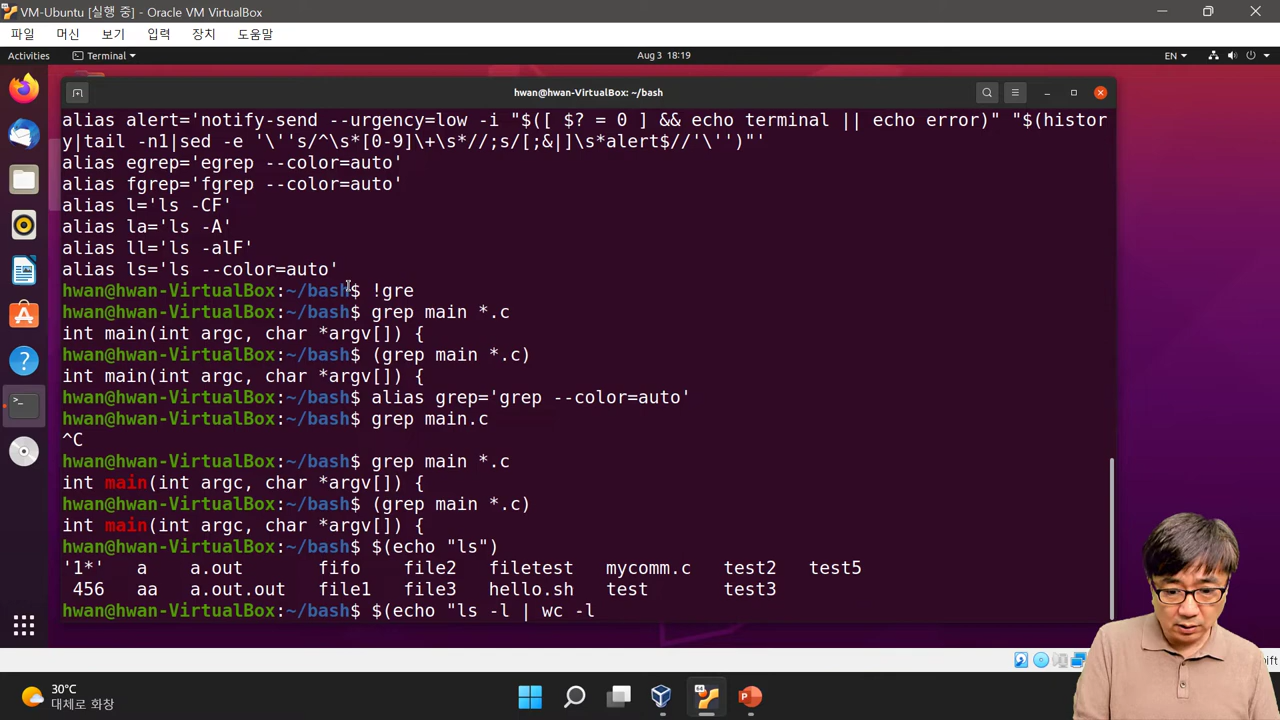 VM-Ubuntu [실행 중] - Oracle VM VirtualBox
파일 머신 보기 입력 장치 도움말
Activities Terminal Aug 3 18:19 EN
hwan@hwan-VirtualBox: ~/bash
alias alert='notify-send --urgency=low -i "$([ $? = 0 ] && echo terminal || echo error)" "$(histor
y|tail -n1|sed -e '\''s/^\s*[0-9]\+\s*//;s/[;&|]\s*alert$//'\'')"'
alias egrep='egrep --color=auto'
alias fgrep='fgrep --color=auto'
alias l='ls -CF'
alias la='ls -A'
alias ll='ls -alF'
alias ls='ls --color=auto'
hwan@hwan-VirtualBox:~/bash$ !gre
hwan@hwan-VirtualBox:~/bash$ grep main *.c
int main(int argc, char *argv[]) {
hwan@hwan-VirtualBox:~/bash$ (grep main *.c)
int main(int argc, char *argv[]) {
hwan@hwan-VirtualBox:~/bash$ alias grep='grep --color=auto'
hwan@hwan-VirtualBox:~/bash$ grep main.c
^C
hwan@hwan-VirtualBox:~/bash$ grep main *.c
int main(int argc, char *argv[]) {
hwan@hwan-VirtualBox:~/bash$ (grep main *.c)
int main(int argc, char *argv[]) {
hwan@hwan-VirtualBox:~/bash$ $(echo "ls")
'1*' a a.out fifo file2 filetest mycomm.c test2 test5
456 aa a.out.out file1 file3 hello.sh test test3
hwan@hwan-VirtualBox:~/bash$ $(echo "ls -l | wc -l
30°C
대체로 화창